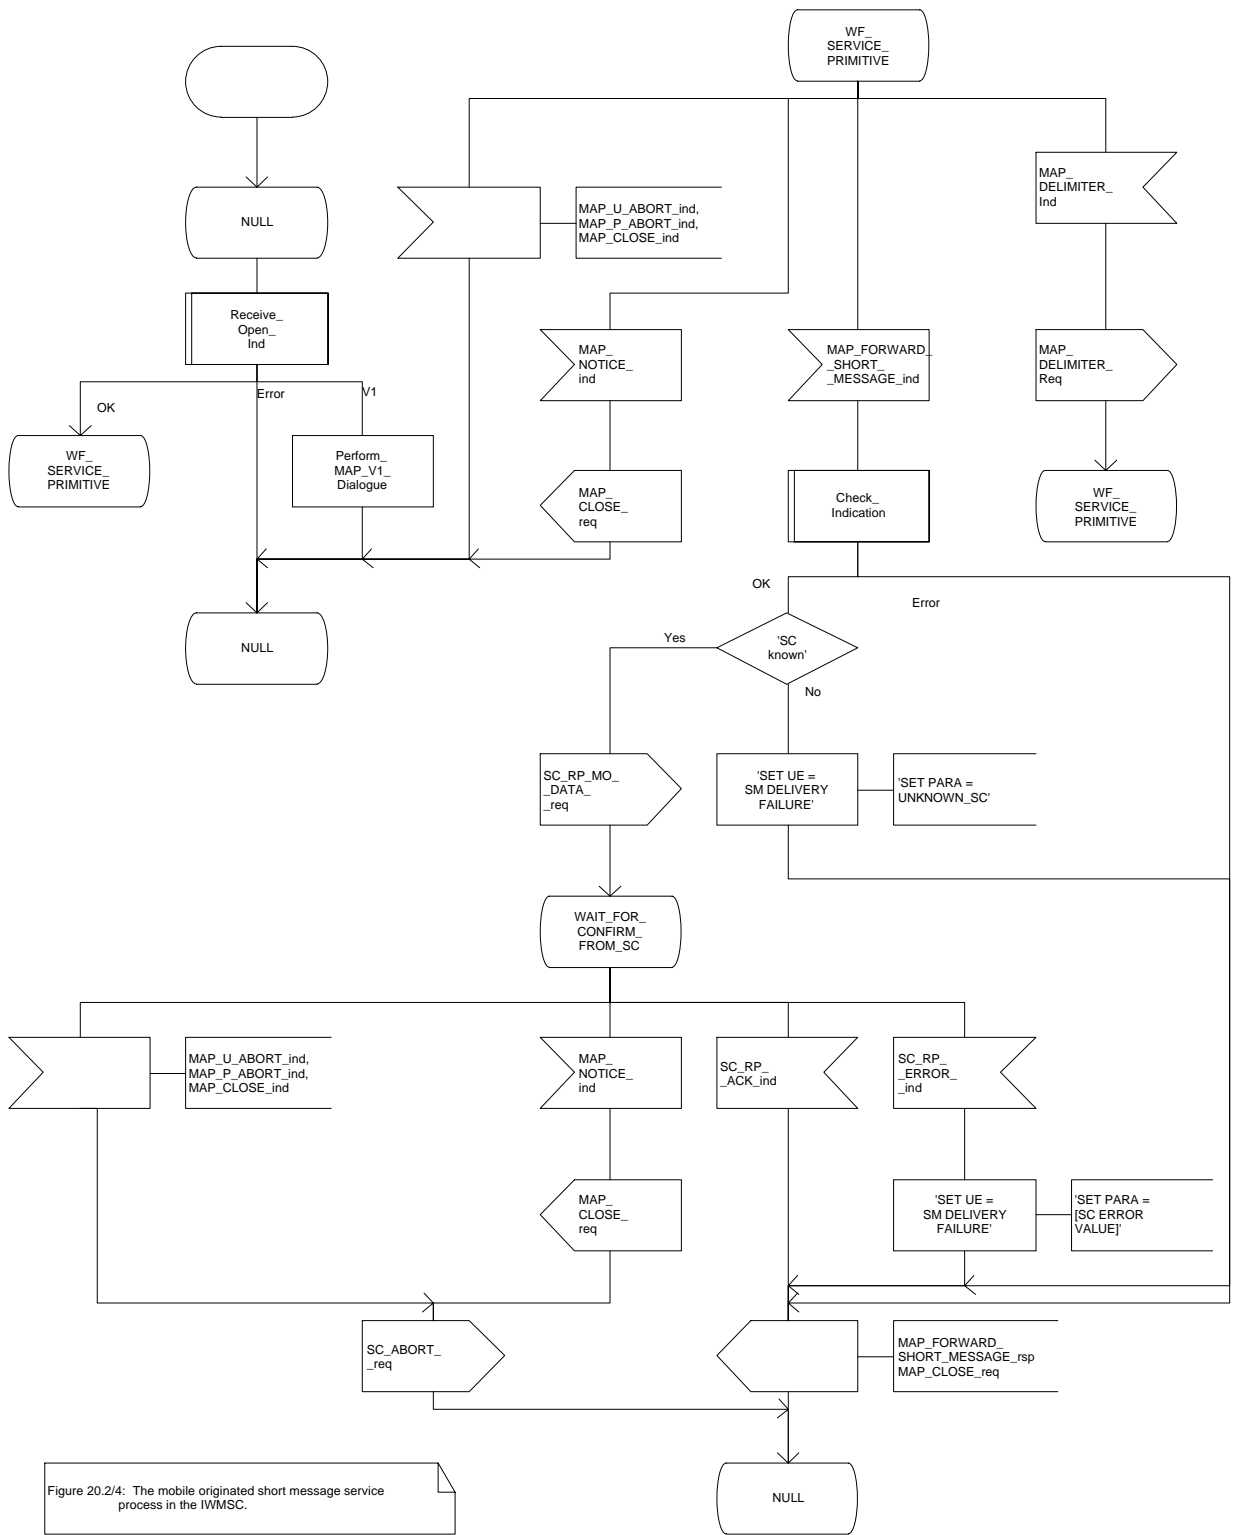 WF_
SERVICE_
PRIMITIVE
MAP_
DELIMITER_
Ind
NULL
MAP_U_ABORT_ind,
MAP_P_ABORT_ind,
MAP_CLOSE_ind
Receive_
Open_
Ind
MAP_
NOTICE_
ind
MAP_FORWARD_
_SHORT_
_MESSAGE_ind
MAP_
DELIMITER_
Req
Error
V1
OK
WF_
SERVICE_
PRIMITIVE
Perform_
MAP_V1_
Dialogue
MAP_
CLOSE_
req
Check_
Indication
WF_
SERVICE_
PRIMITIVE
OK
Error
NULL
Yes
'SC
known'
No
SC_RP_MO_
_DATA_
_req
'SET UE =
SM DELIVERY
FAILURE'
'SET PARA =
UNKNOWN_SC'
WAIT_FOR_
CONFIRM_
FROM_SC
MAP_U_ABORT_ind,
MAP_P_ABORT_ind,
MAP_CLOSE_ind
MAP_
NOTICE_
ind
SC_RP_
_ACK_ind
SC_RP_
_ERROR_
_ind
MAP_
CLOSE_
req
'SET UE =
SM DELIVERY
FAILURE'
'SET PARA =
[SC ERROR
VALUE]'
SC_ABORT_
_req
MAP_FORWARD_
SHORT_MESSAGE_rsp
MAP_CLOSE_req
NULL
Figure 20.2/4: The mobile originated short message service
process in the IWMSC.